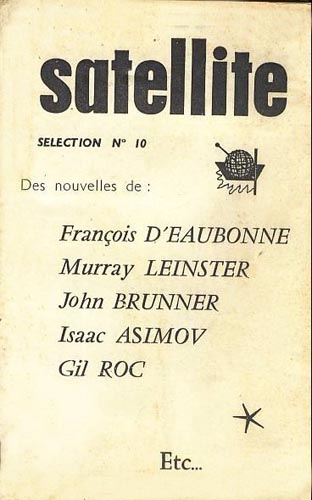 satellite
SELECTION N° 10
Des nouvelles de :
François D'EAUBONNE
Murray LEINSTER
John BRUNNER
Isaac ASIMOV
Gil ROC
Etc...